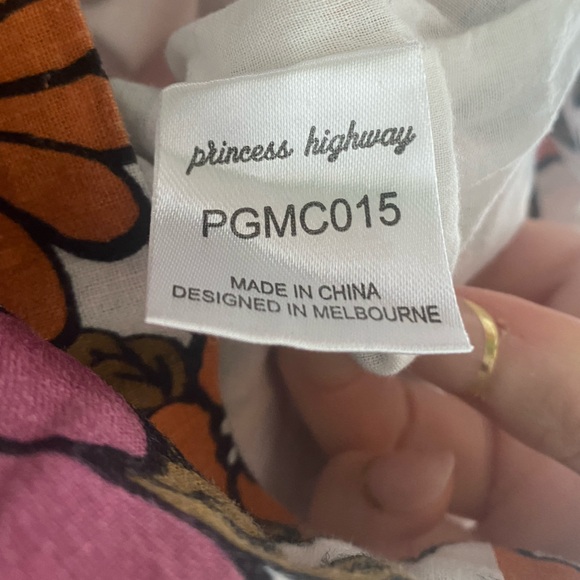 princess highway
PGMC015
MADE IN CHINA
DESIGNED IN MELBOURNE